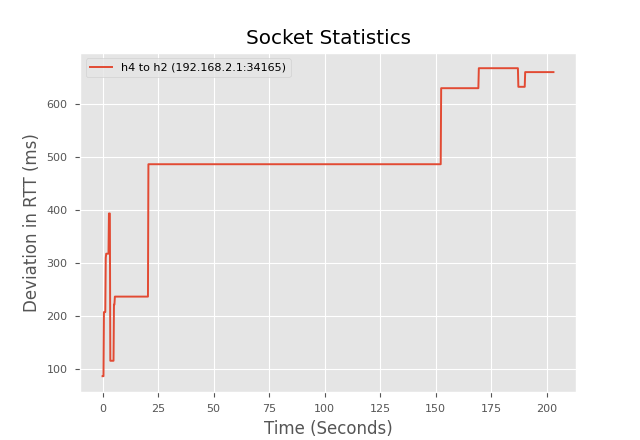 Socket Statistics
h4 to h2 (192.168.2.1:34165)
Deviation in RTT (ms)
600
500
400
300
200
100
0 25 50 75 100 125 150 175 200
Time (Seconds)